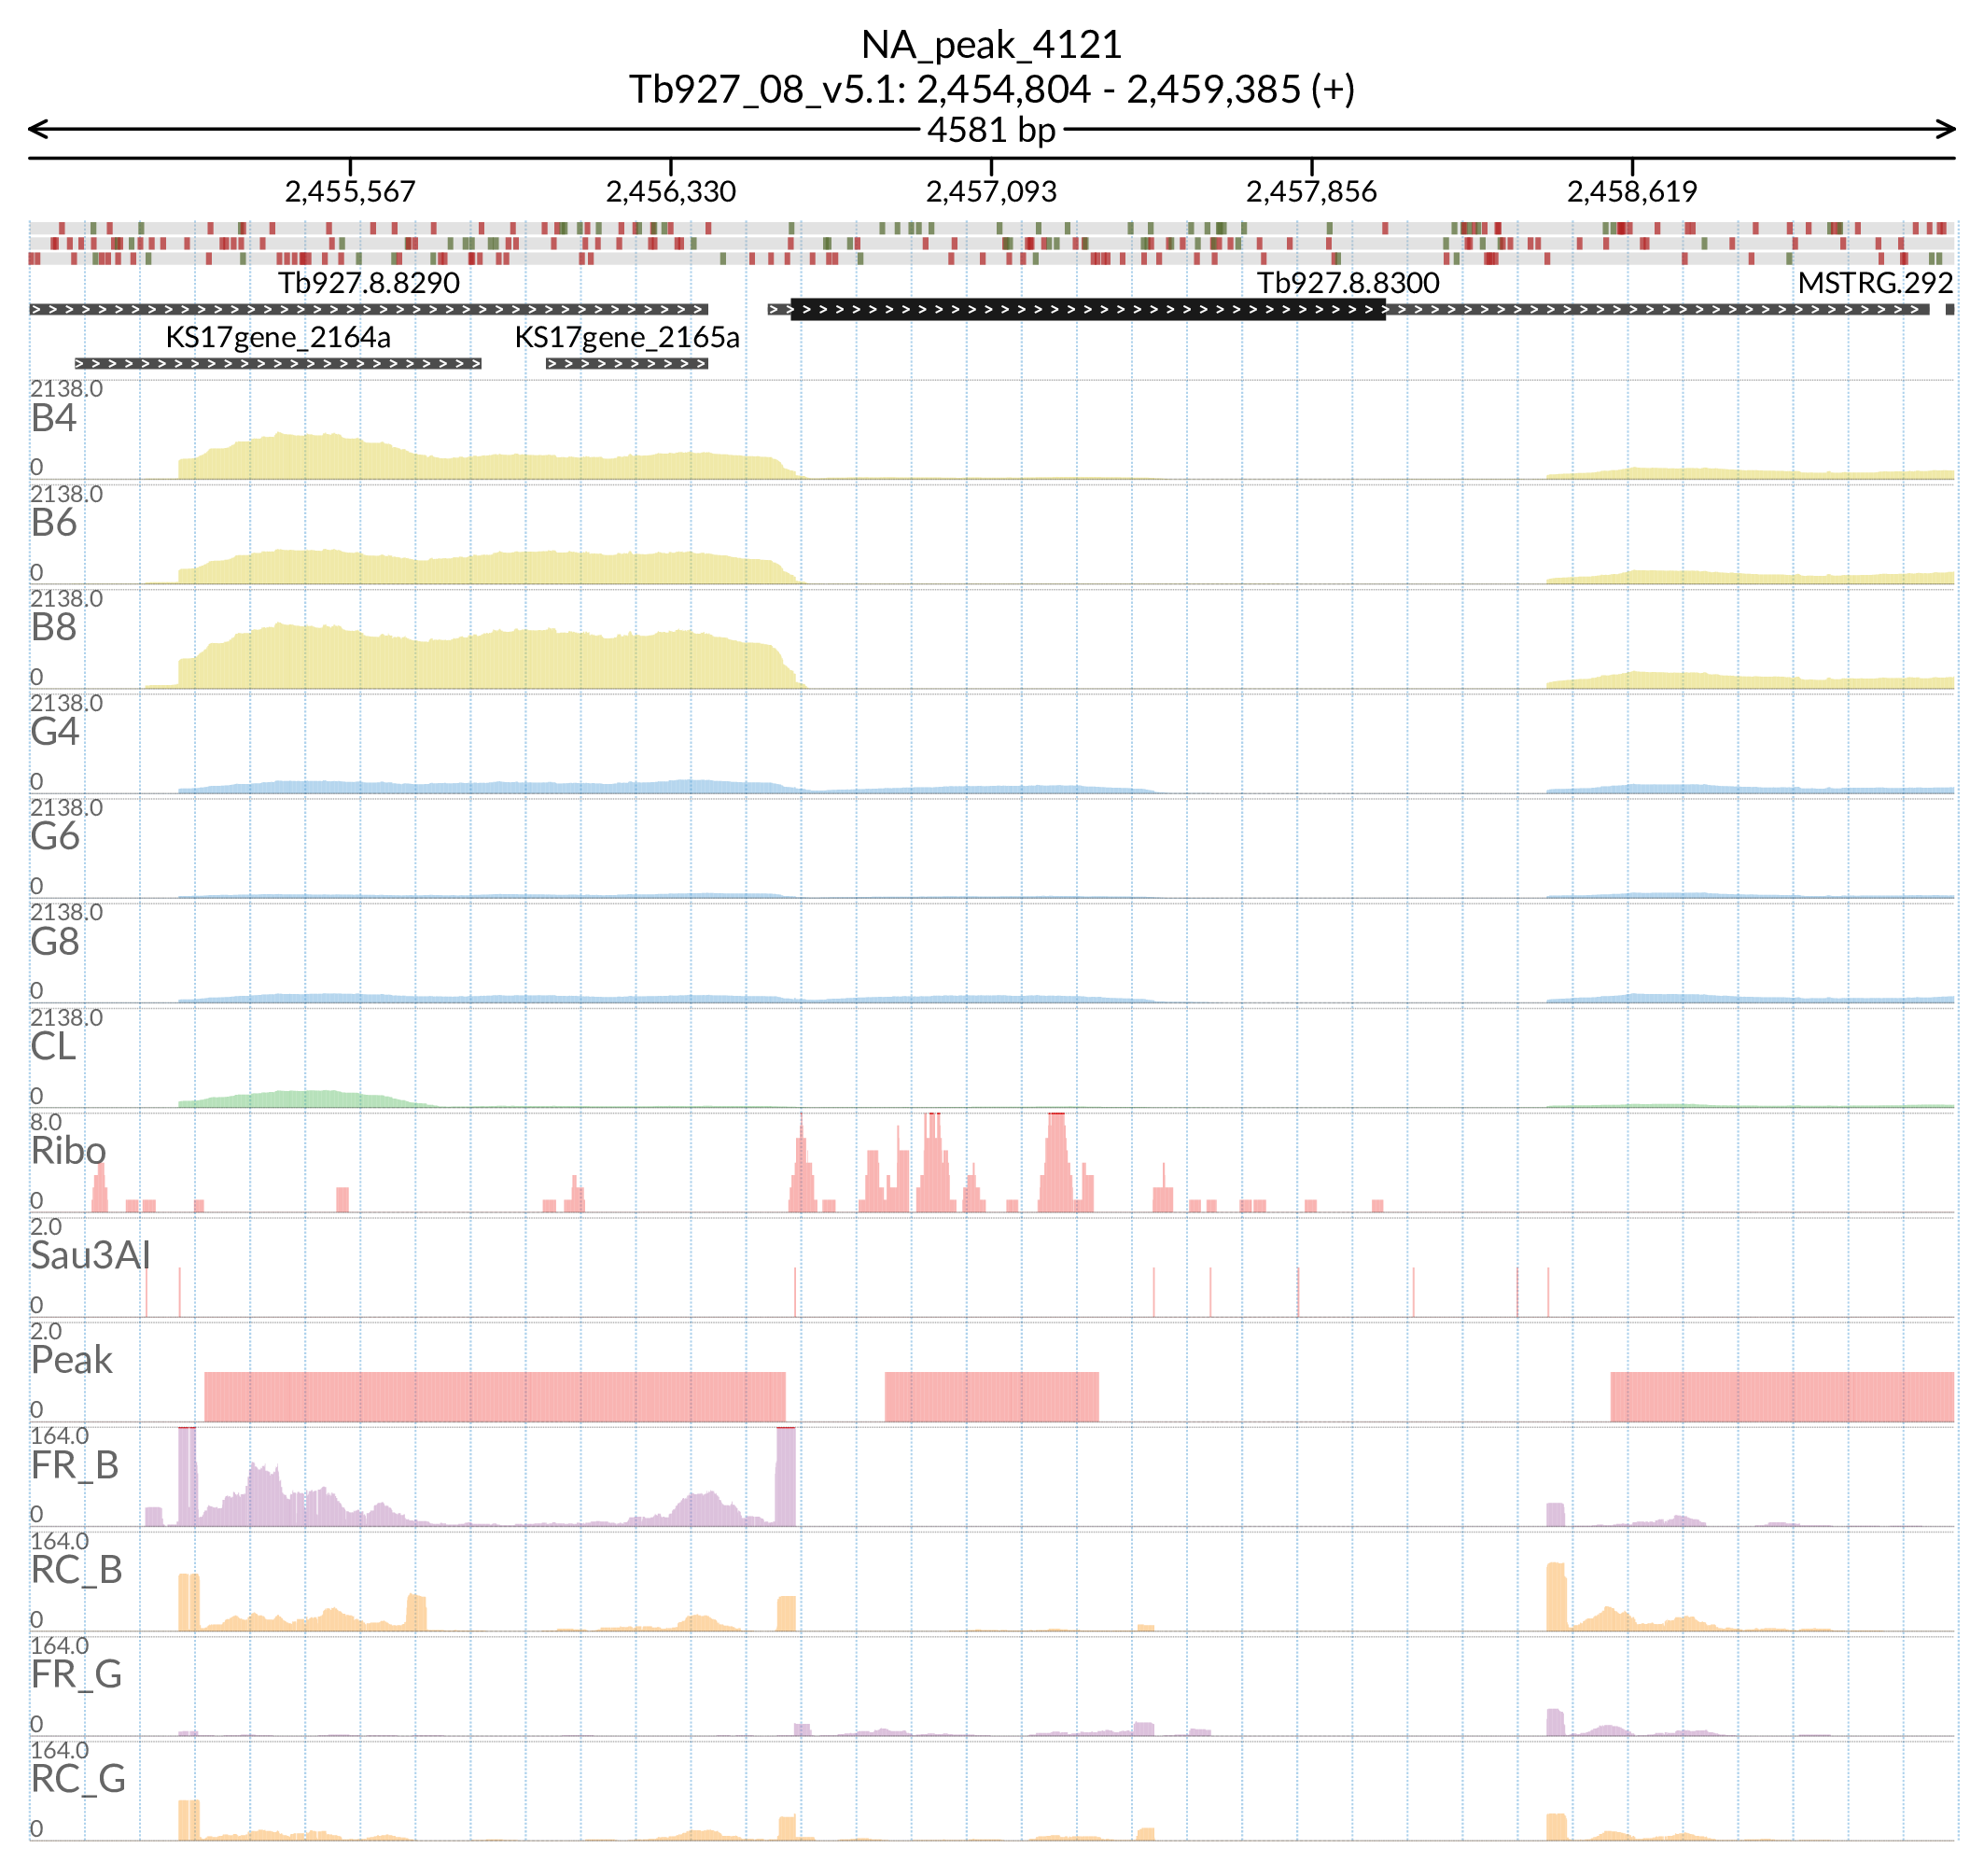 NA_peak_4121
Tb927_08_v5.1: 2,454,804 - 2,459,385 (+)
4581 bp
2,455,567 2,456,330 2,457,093 2,457,856 2,458,619
Tb927.8.8290 Tb927.8.8300 MSTRG.292
KS17gene_2164a KS17gene_2165a
2138.0
B4
0
2138.0
B6
0
2138.0
B8
0
2138.0
G4
0
2138.0
G6
0
2138.0
G8
0
2138.0
CL
0
8.0
Ribo
0
2.0
Sau3AI
0
2.0
Peak
0
164.0
FR_B
0
164.0
RC_B
0
164.0
FR_G
0
164.0
RC_G
0